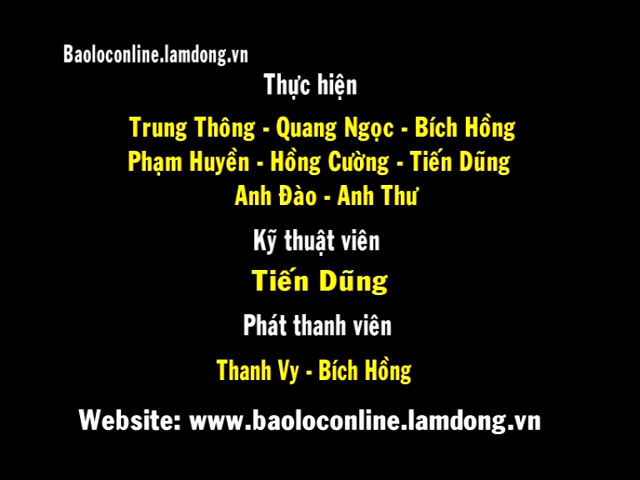 Baoloconline.lamdong.vn
Thực hiện
Trung Thông - Quang Ngọc - Bích Hồng
Phạm Huyền - Hồng Cường - Tiến Dũng
Anh Đào - Anh Thư
Kỹ thuật viên
Tiến Dũng
Phát thanh viên
Thanh Vy - Bích Hồng
Website: www.baoloconline.lamdong.vn